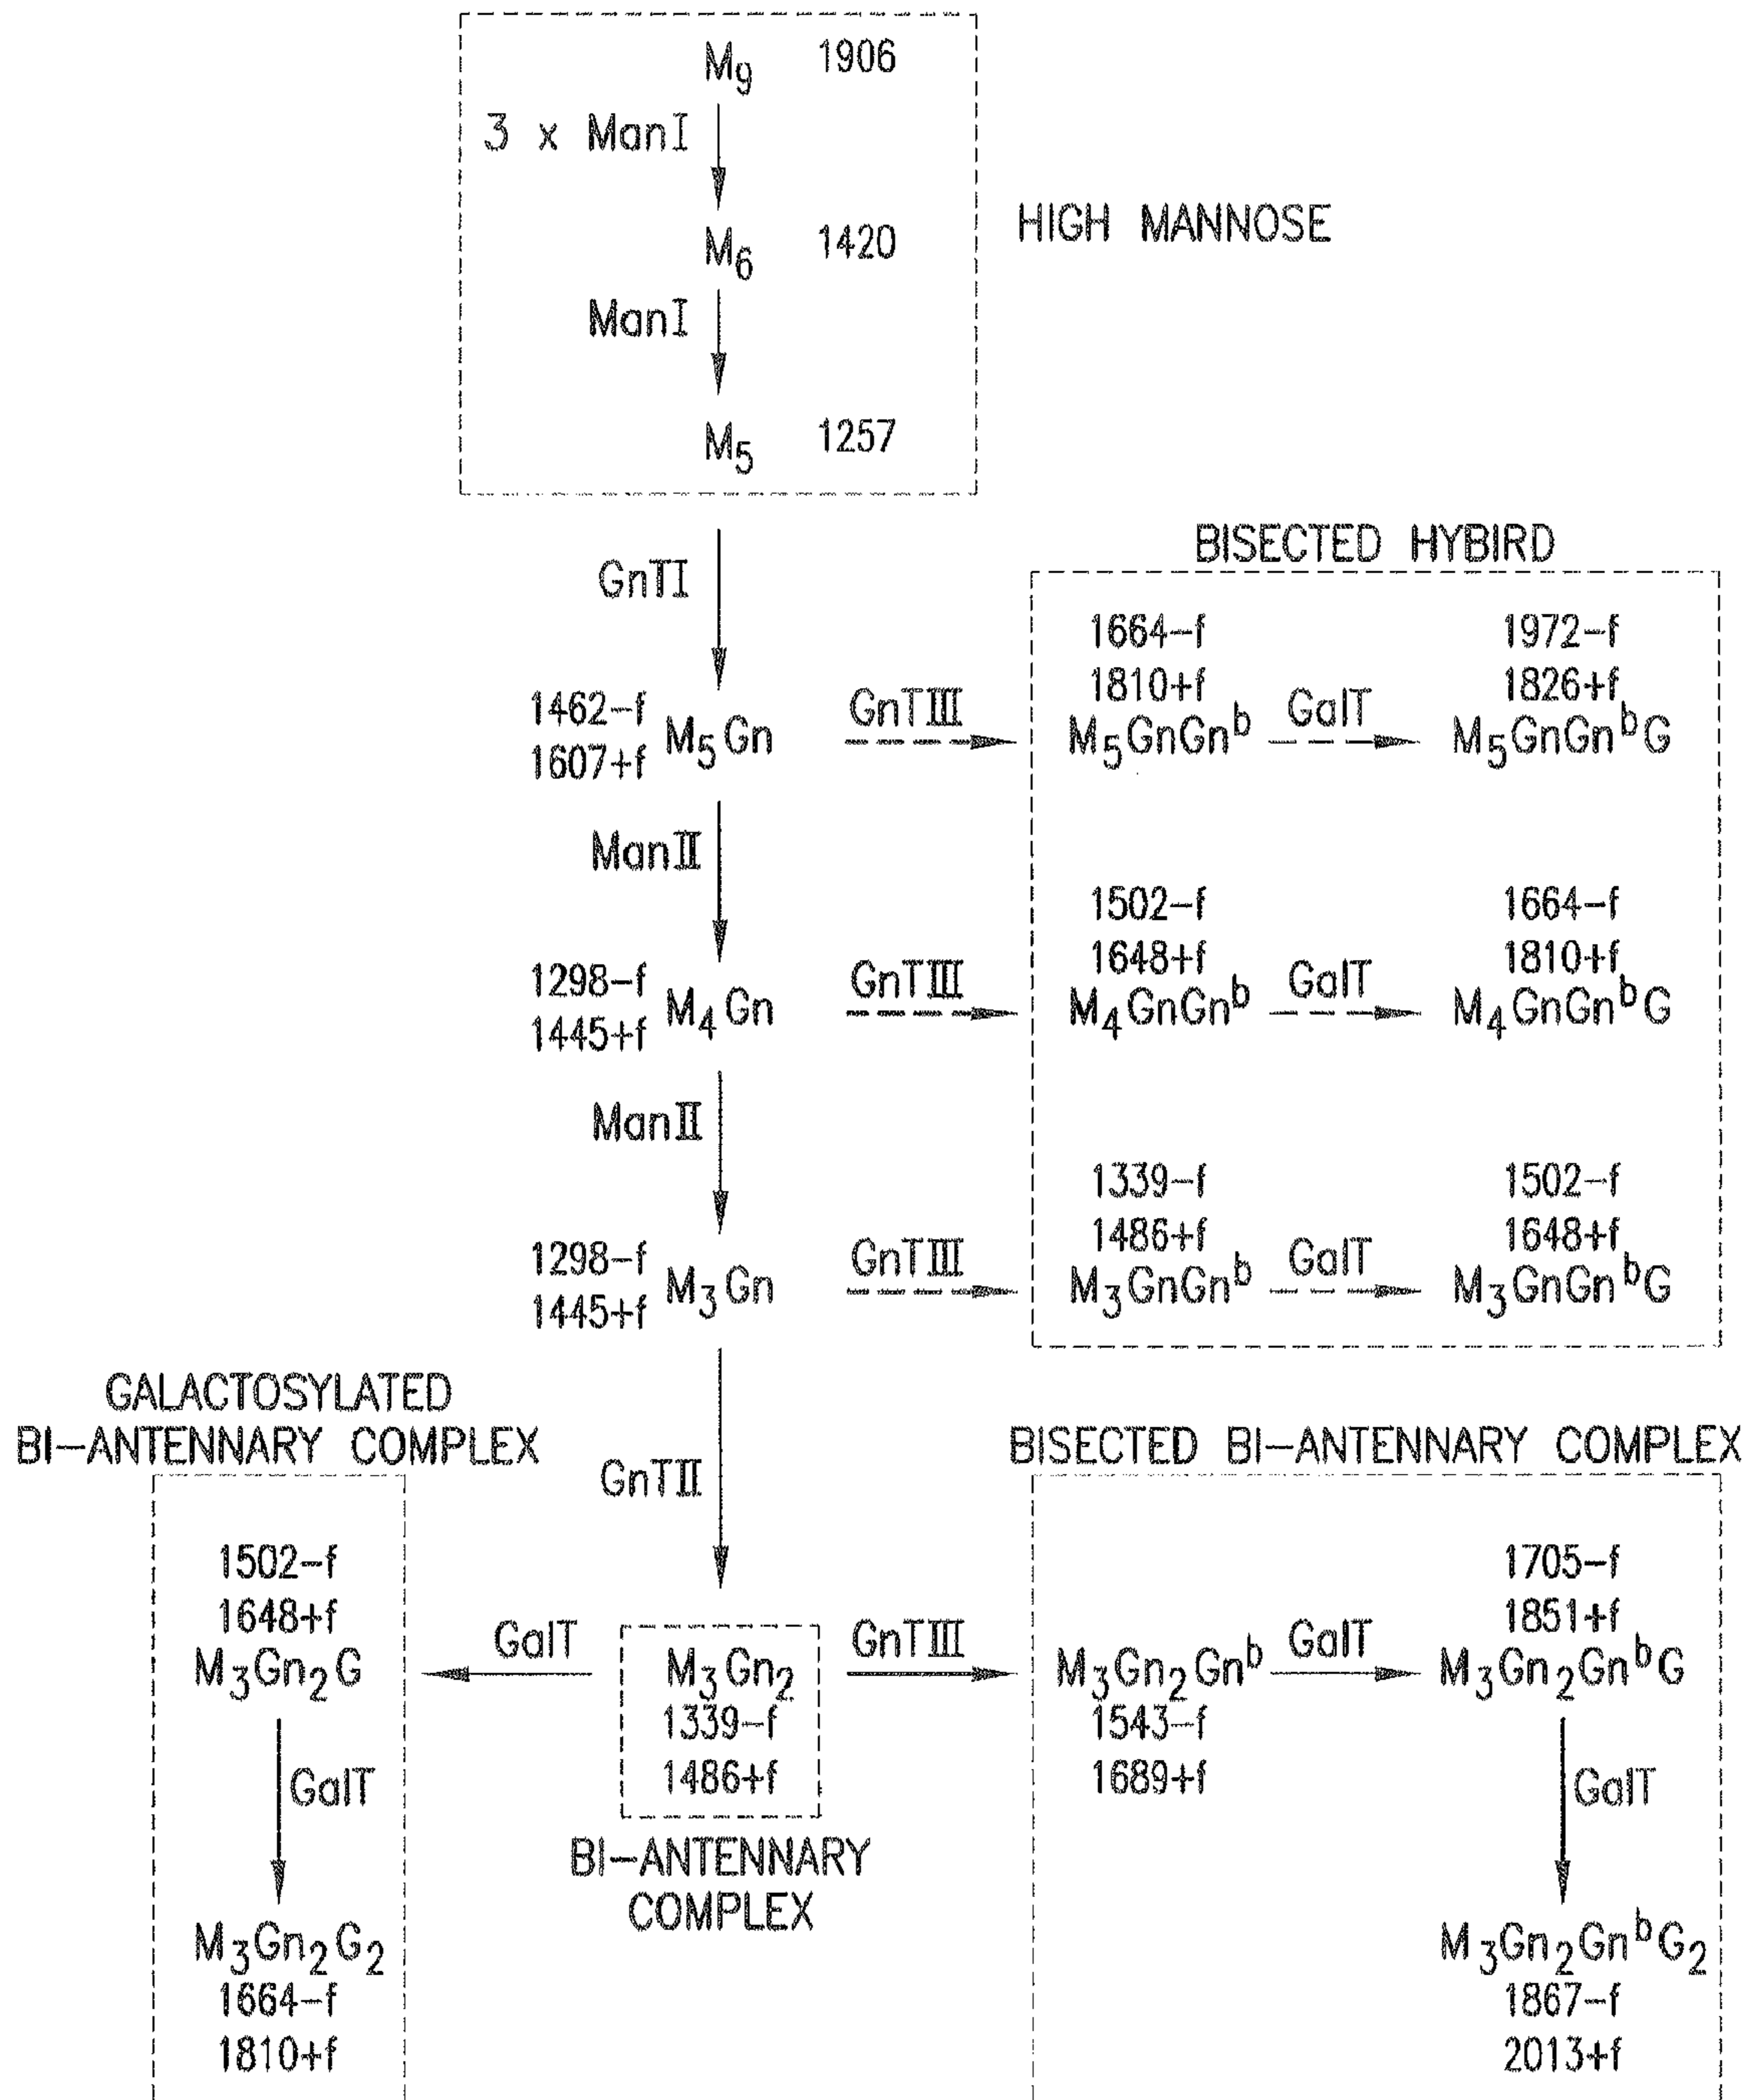 M₉ 1906
3 x ManI
M₆ 1420
HIGH MANNOSE
ManI
M₅ 1257
GnTI
BISECTED HYBIRD
1664–f
1810+f
1972–f
1826+f
1462–f
1607+f
M₅Gn
GnTIII
M₅GnGnᵇ
GalT
M₅GnGnᵇG
ManII
1502–f
1648+f
1664–f
1810+f
1298–f
1445+f
M₄Gn
GnTIII
M₄GnGnᵇ
GalT
M₄GnGnᵇG
ManII
1339–f
1486+f
1502–f
1648+f
1298–f
1445+f
M₃Gn
GnTIII
M₃GnGnᵇ
GalT
M₃GnGnᵇG
GnTII
GALACTOSYLATED
BI–ANTENNARY COMPLEX
1502–f
1648+f
M₃Gn₂G
GalT
M₃Gn₂
1339–f
1486+f
BI–ANTENNARY
COMPLEX
GalT
M₃Gn₂G₂
1664–f
1810+f
BISECTED BI–ANTENNARY COMPLEX
GnTIII
M₃Gn₂Gnᵇ
1543–f
1689+f
GalT
1705–f
1851+f
M₃Gn₂GnᵇG
GalT
M₃Gn₂GnᵇG₂
1867–f
2013+f